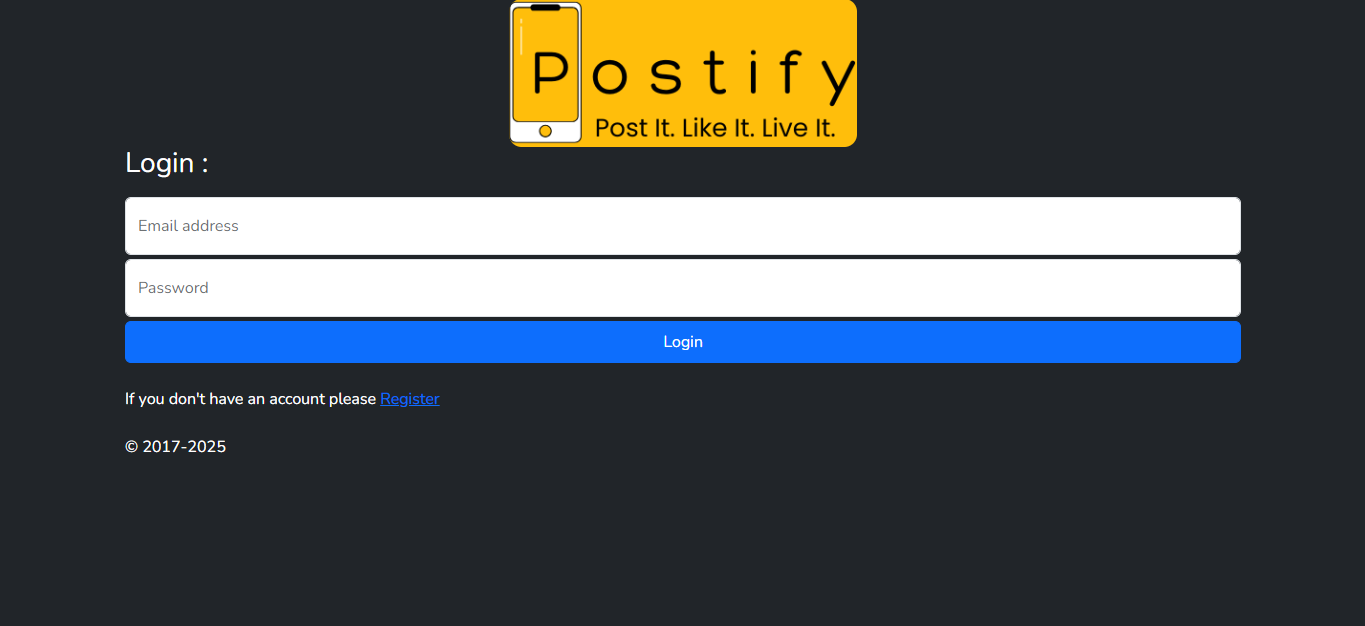 Postify
Post It. Like It. Live It.
Login :
Email address
Password
Login
If you don't have an account please Register
© 2017-2025